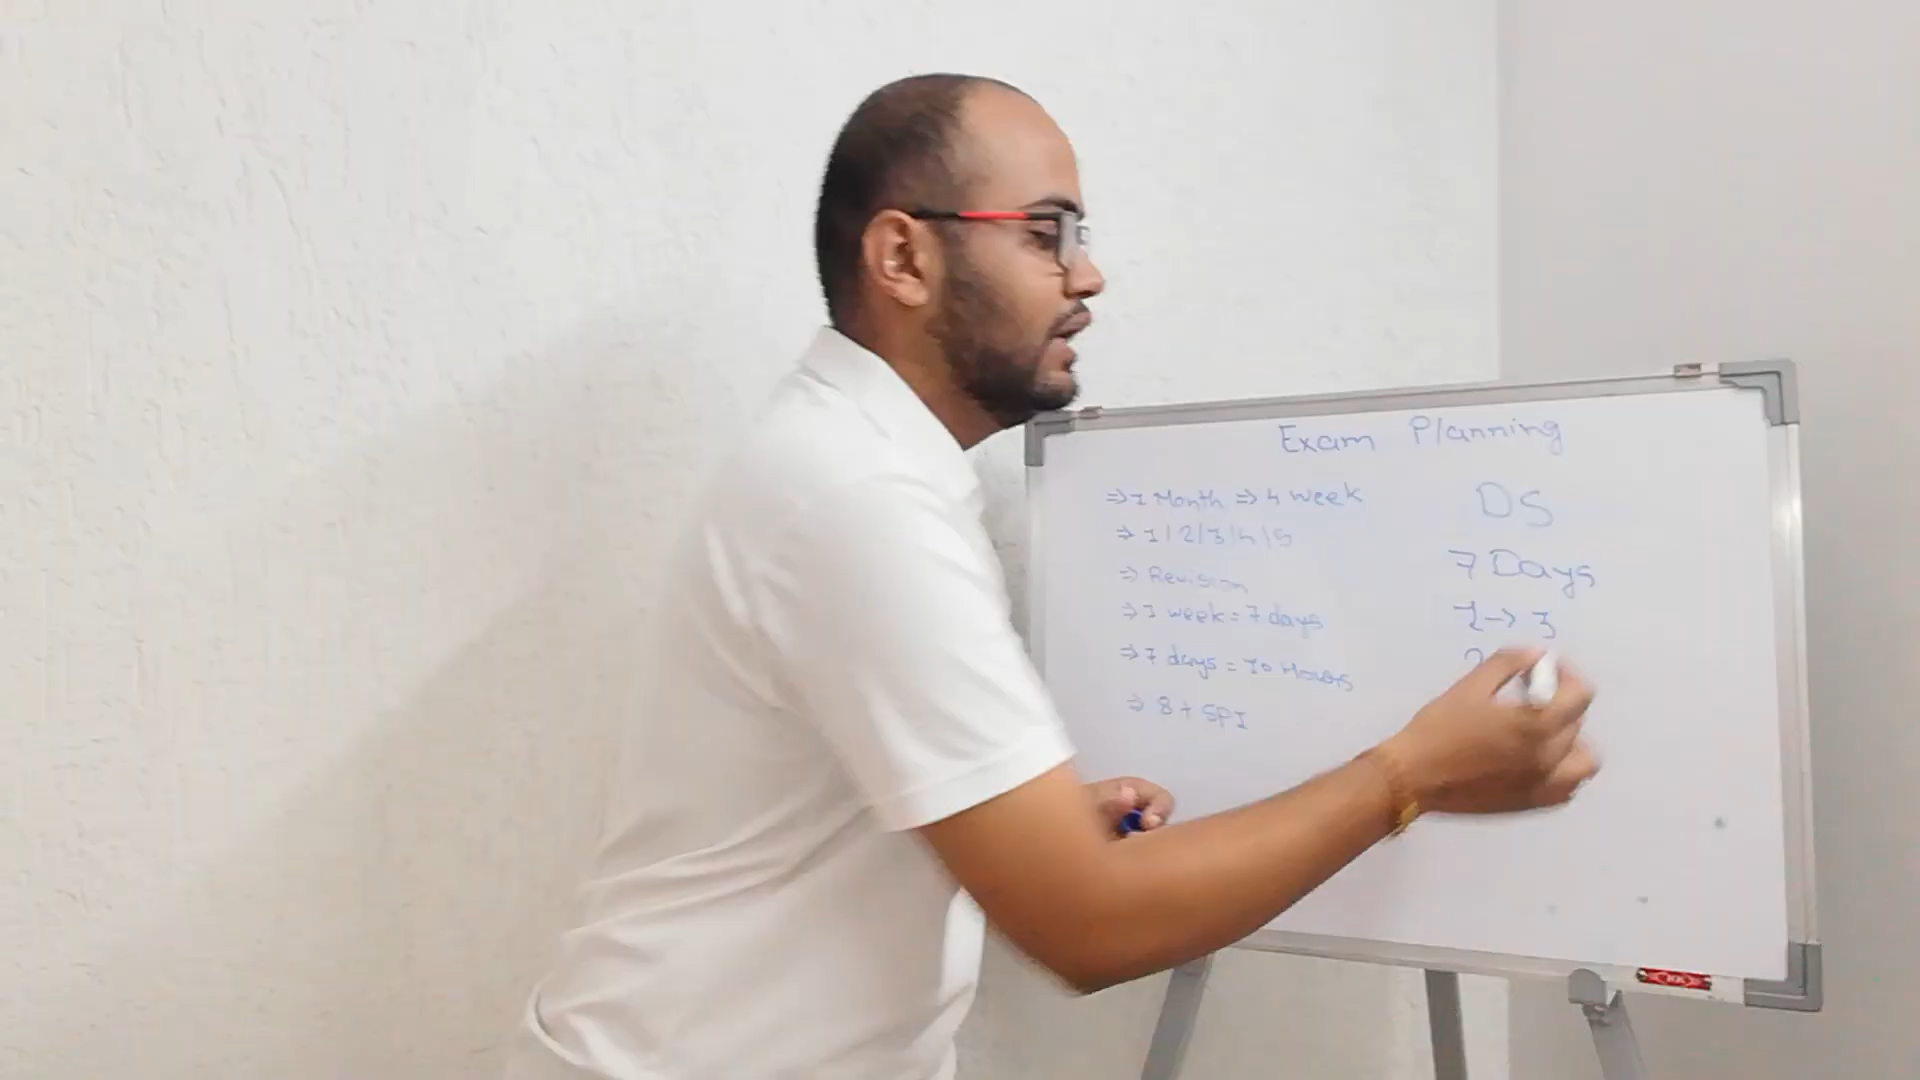 Exam Planning
⇒ 1 Month ⇒ 4 week
⇒ 1/2/3/4/5
⇒ Revision
⇒ 1 week = 7 days
⇒ 7 days = 70 Hours
⇒ 8+ SPI
DS
7 Days
1 → 3
2